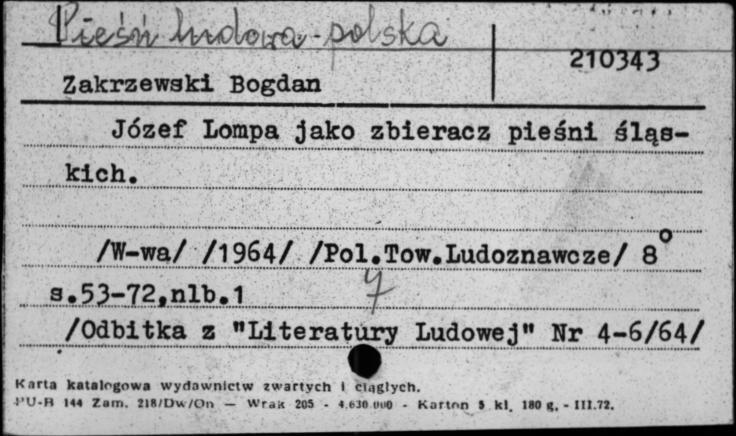 Pieśń ludowa-polska
210343
Zakrzewski Bogdan
Józef Lompa jako zbieracz pieśni śląs-
kich.
/W-wa/ /1964/ /Pol.Tow.Ludoznawcze/ 8°
s.53-72,nlb.1
/Odbitka z "Literatury Ludowej" Nr 4-6/64/
Karta katalogowa wydawnictw zwartych i ciągłych.
PU-B 144 Zam. 218/Dw/On — Wrak 205 - 4.630.000 - Karton 5 kl. 180 g. - III.72.